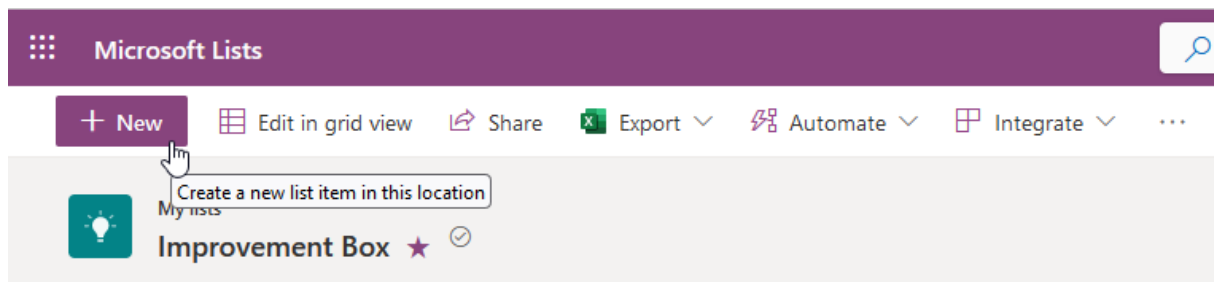 Microsoft Lists
+ New Edit in grid view Share Export Automate Integrate ...
Create a new list item in this location
My lists
Improvement Box